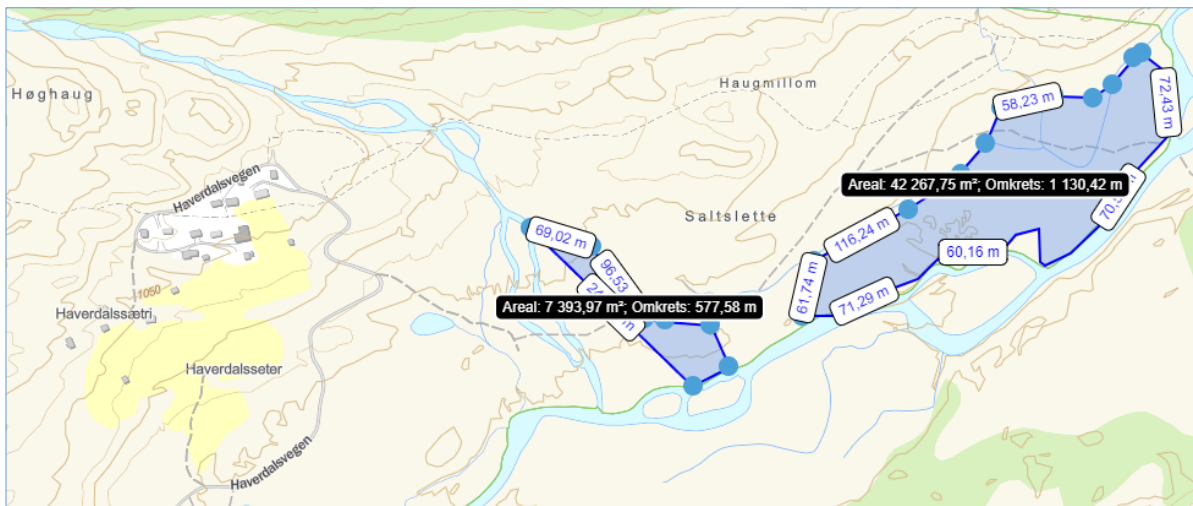 Høghaug
Haugmillom
58,23 m
72,43 m
Haverdalsvegen
Areal: 42 267,75 m²; Omkrets: 1 130,42 m
Saltslette
69,02 m
116,24 m
60,16 m
96,53
61,74 m
71,29 m
1060
Areal: 7 393,97 m²; Omkrets: 577,58 m
Haverdalssætri
Haverdalsseter
Haverdalsvegen